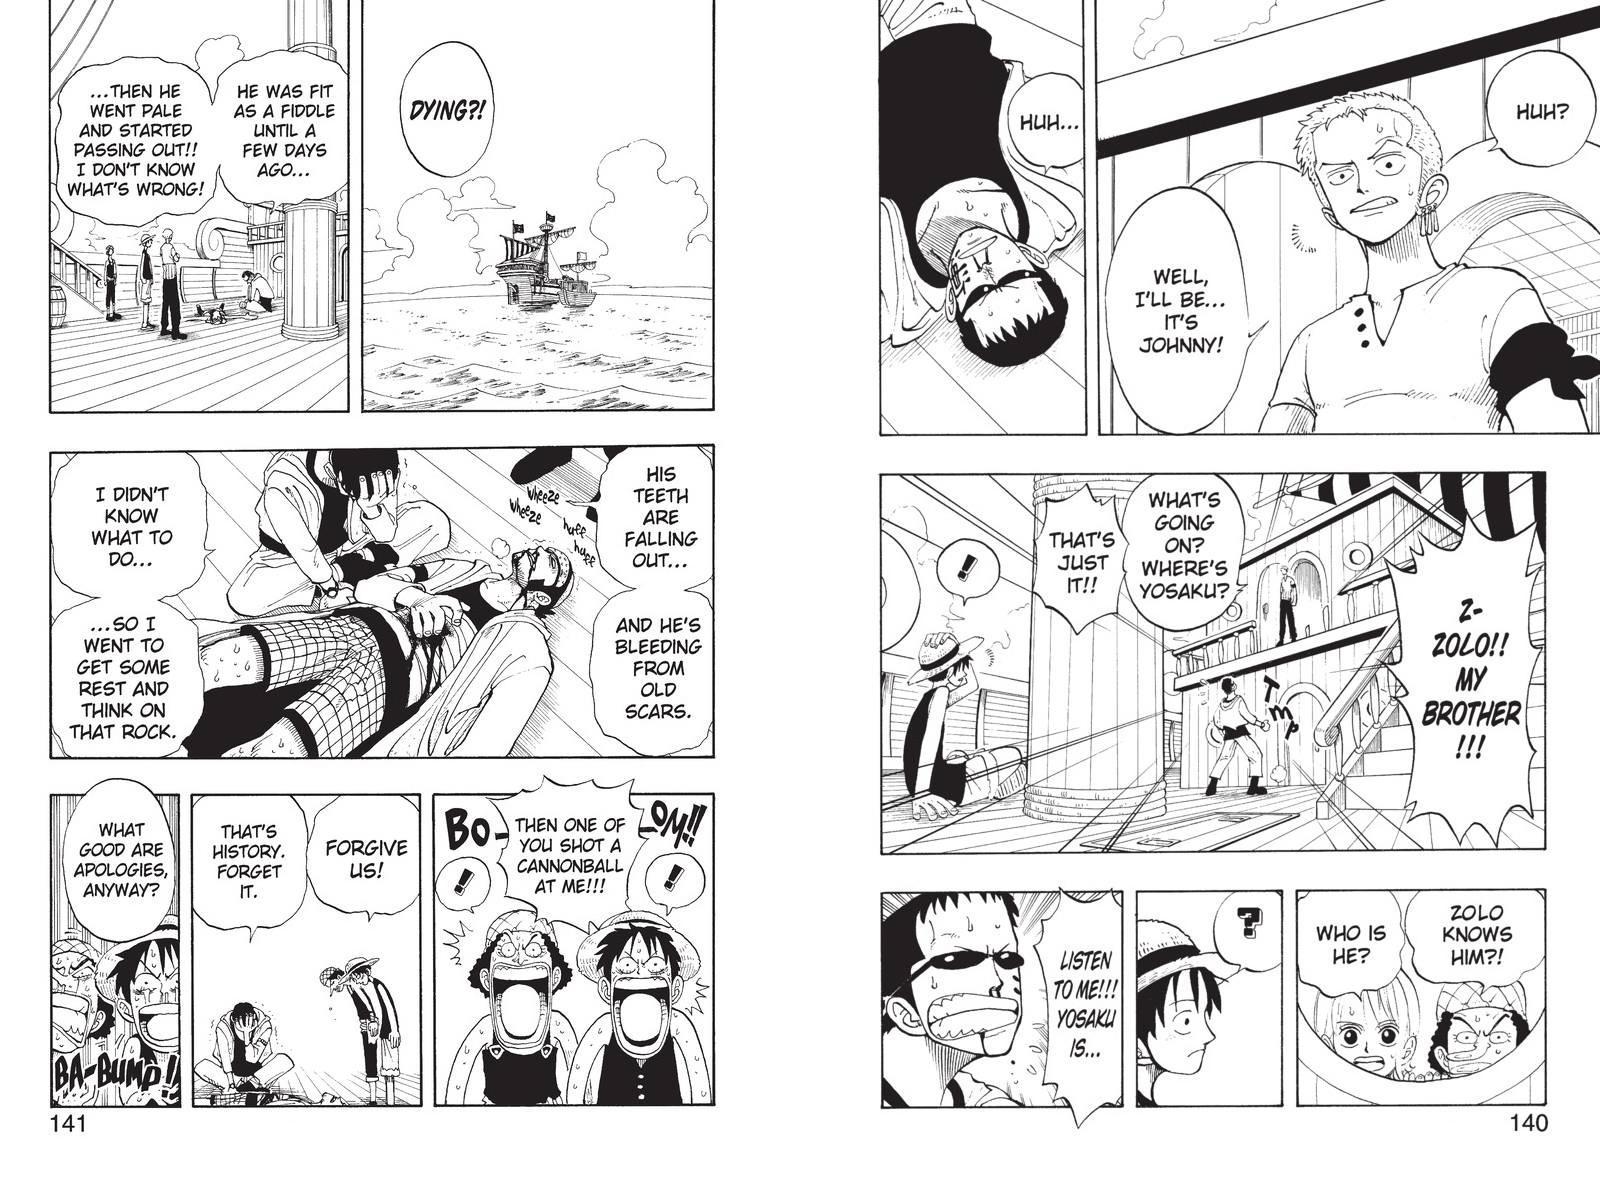 HUH?
WELL,
I'LL BE...
IT'S
JOHNNY!
HUH...
Z-
ZOLO!!
MY
BROTHER
!!!
TMP
WHAT'S
GOING
ON?
WHERE'S
YOSAKU?
THAT'S
JUST
IT!!
!
ZOLO
KNOWS
HIM?!
WHO IS
HE?
?
LISTEN
TO ME!!!
YOSAKU
IS...
140
DYING?!
HE WAS FIT
AS A FIDDLE
UNTIL A
FEW DAYS
AGO...
...THEN HE
WENT PALE
AND STARTED
PASSING OUT!!
I DON'T KNOW
WHAT'S WRONG!
HIS
TEETH
ARE
FALLING
OUT...
AND HE'S
BLEEDING
FROM
OLD
SCARS.
wheeze
wheeze
huff
huff
I DIDN'T
KNOW
WHAT TO
DO...
...SO I
WENT TO
GET SOME
REST AND
THINK ON
THAT ROCK.
THEN ONE OF
YOU SHOT A
CANNONBALL
AT ME!!!
BO-
-OM!!
!
!
FORGIVE
US!
THAT'S
HISTORY.
FORGET
IT.
WHAT
GOOD ARE
APOLOGIES,
ANYWAY?
BA-BUMP!!
141